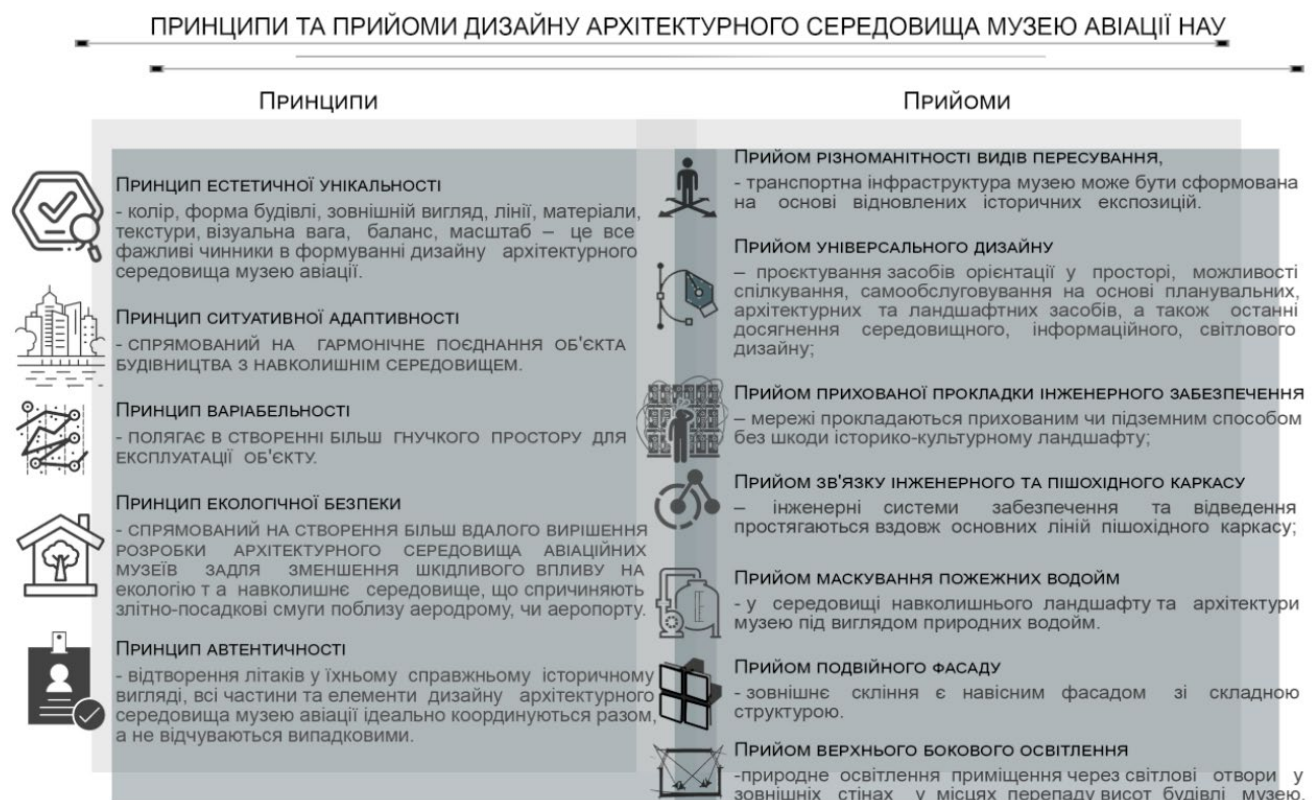 ПРИНЦИПИ ТА ПРИЙОМИ ДИЗАЙНУ АРХІТЕКТУРНОГО СЕРЕДОВИЩА МУЗЕЮ АВІАЦІЇ НАУ
Принципи
Принцип естетичної унікальності
- колір, форма будівлі, зовнішній вигляд, лінії, матеріали,
текстури, візуальна вага, баланс, масштаб – це все
фажливі чинники в формуванні дизайну архітектурного
середовища музею авіації.
Принцип ситуативної адаптивності
- спрямований на гармонічне поєднання об'єкта
будівництва з навколишнім середовищем.
Принцип варіабельності
- полягає в створенні більш гнучкого простору для
експлуатації об'єкту.
Принцип екологічної безпеки
- спрямований на створення більш вдалого вирішення
розробки архітектурного середовища авіаційних
музеїв задля зменшення шкідливого впливу на
екологію т а навколишнє середовище, що спричиняють
злітно-посадкові смуги поблизу аеродрому, чи аеропорту.
Принцип автентичності
- відтворення літаків у їхньому справжньому історичному
вигляді, всі частини та елементи дизайну архітектурного
середовища музею авіації ідеально координуються разом,
а не відчуваються випадковими.
Прийоми
Прийом різноманітності видів пересування,
- транспортна інфраструктура музею може бути сформована
на основі відновлених історичних експозицій.
Прийом універсального дизайну
– проєктування засобів орієнтації у просторі, можливості
спілкування, самообслуговування на основі планувальних,
архітектурних та ландшафтних засобів, а також останні
досягнення середовищного, інформаційного, світлового
дизайну;
Прийом прихованої прокладки інженерного забезпечення
– мережі прокладаються прихованим чи підземним способом
без шкоди історико-культурному ландшафту;
Прийом зв'язку інженерного та пішохідного каркасу
– інженерні системи забезпечення та відведення
простягаються вздовж основних ліній пішохідного каркасу;
Прийом маскування пожежних водойм
- у середовищі навколишнього ландшафту та архітектури
музею під виглядом природних водойм.
Прийом подвійного фасаду
- зовнішнє скління є навісним фасадом зі складною
структурою.
Прийом верхнього бокового освітлення
-природне освітлення приміщення через світлові отвори у
зовнішніх стінах у місцях перепаду висот будівлі музею.